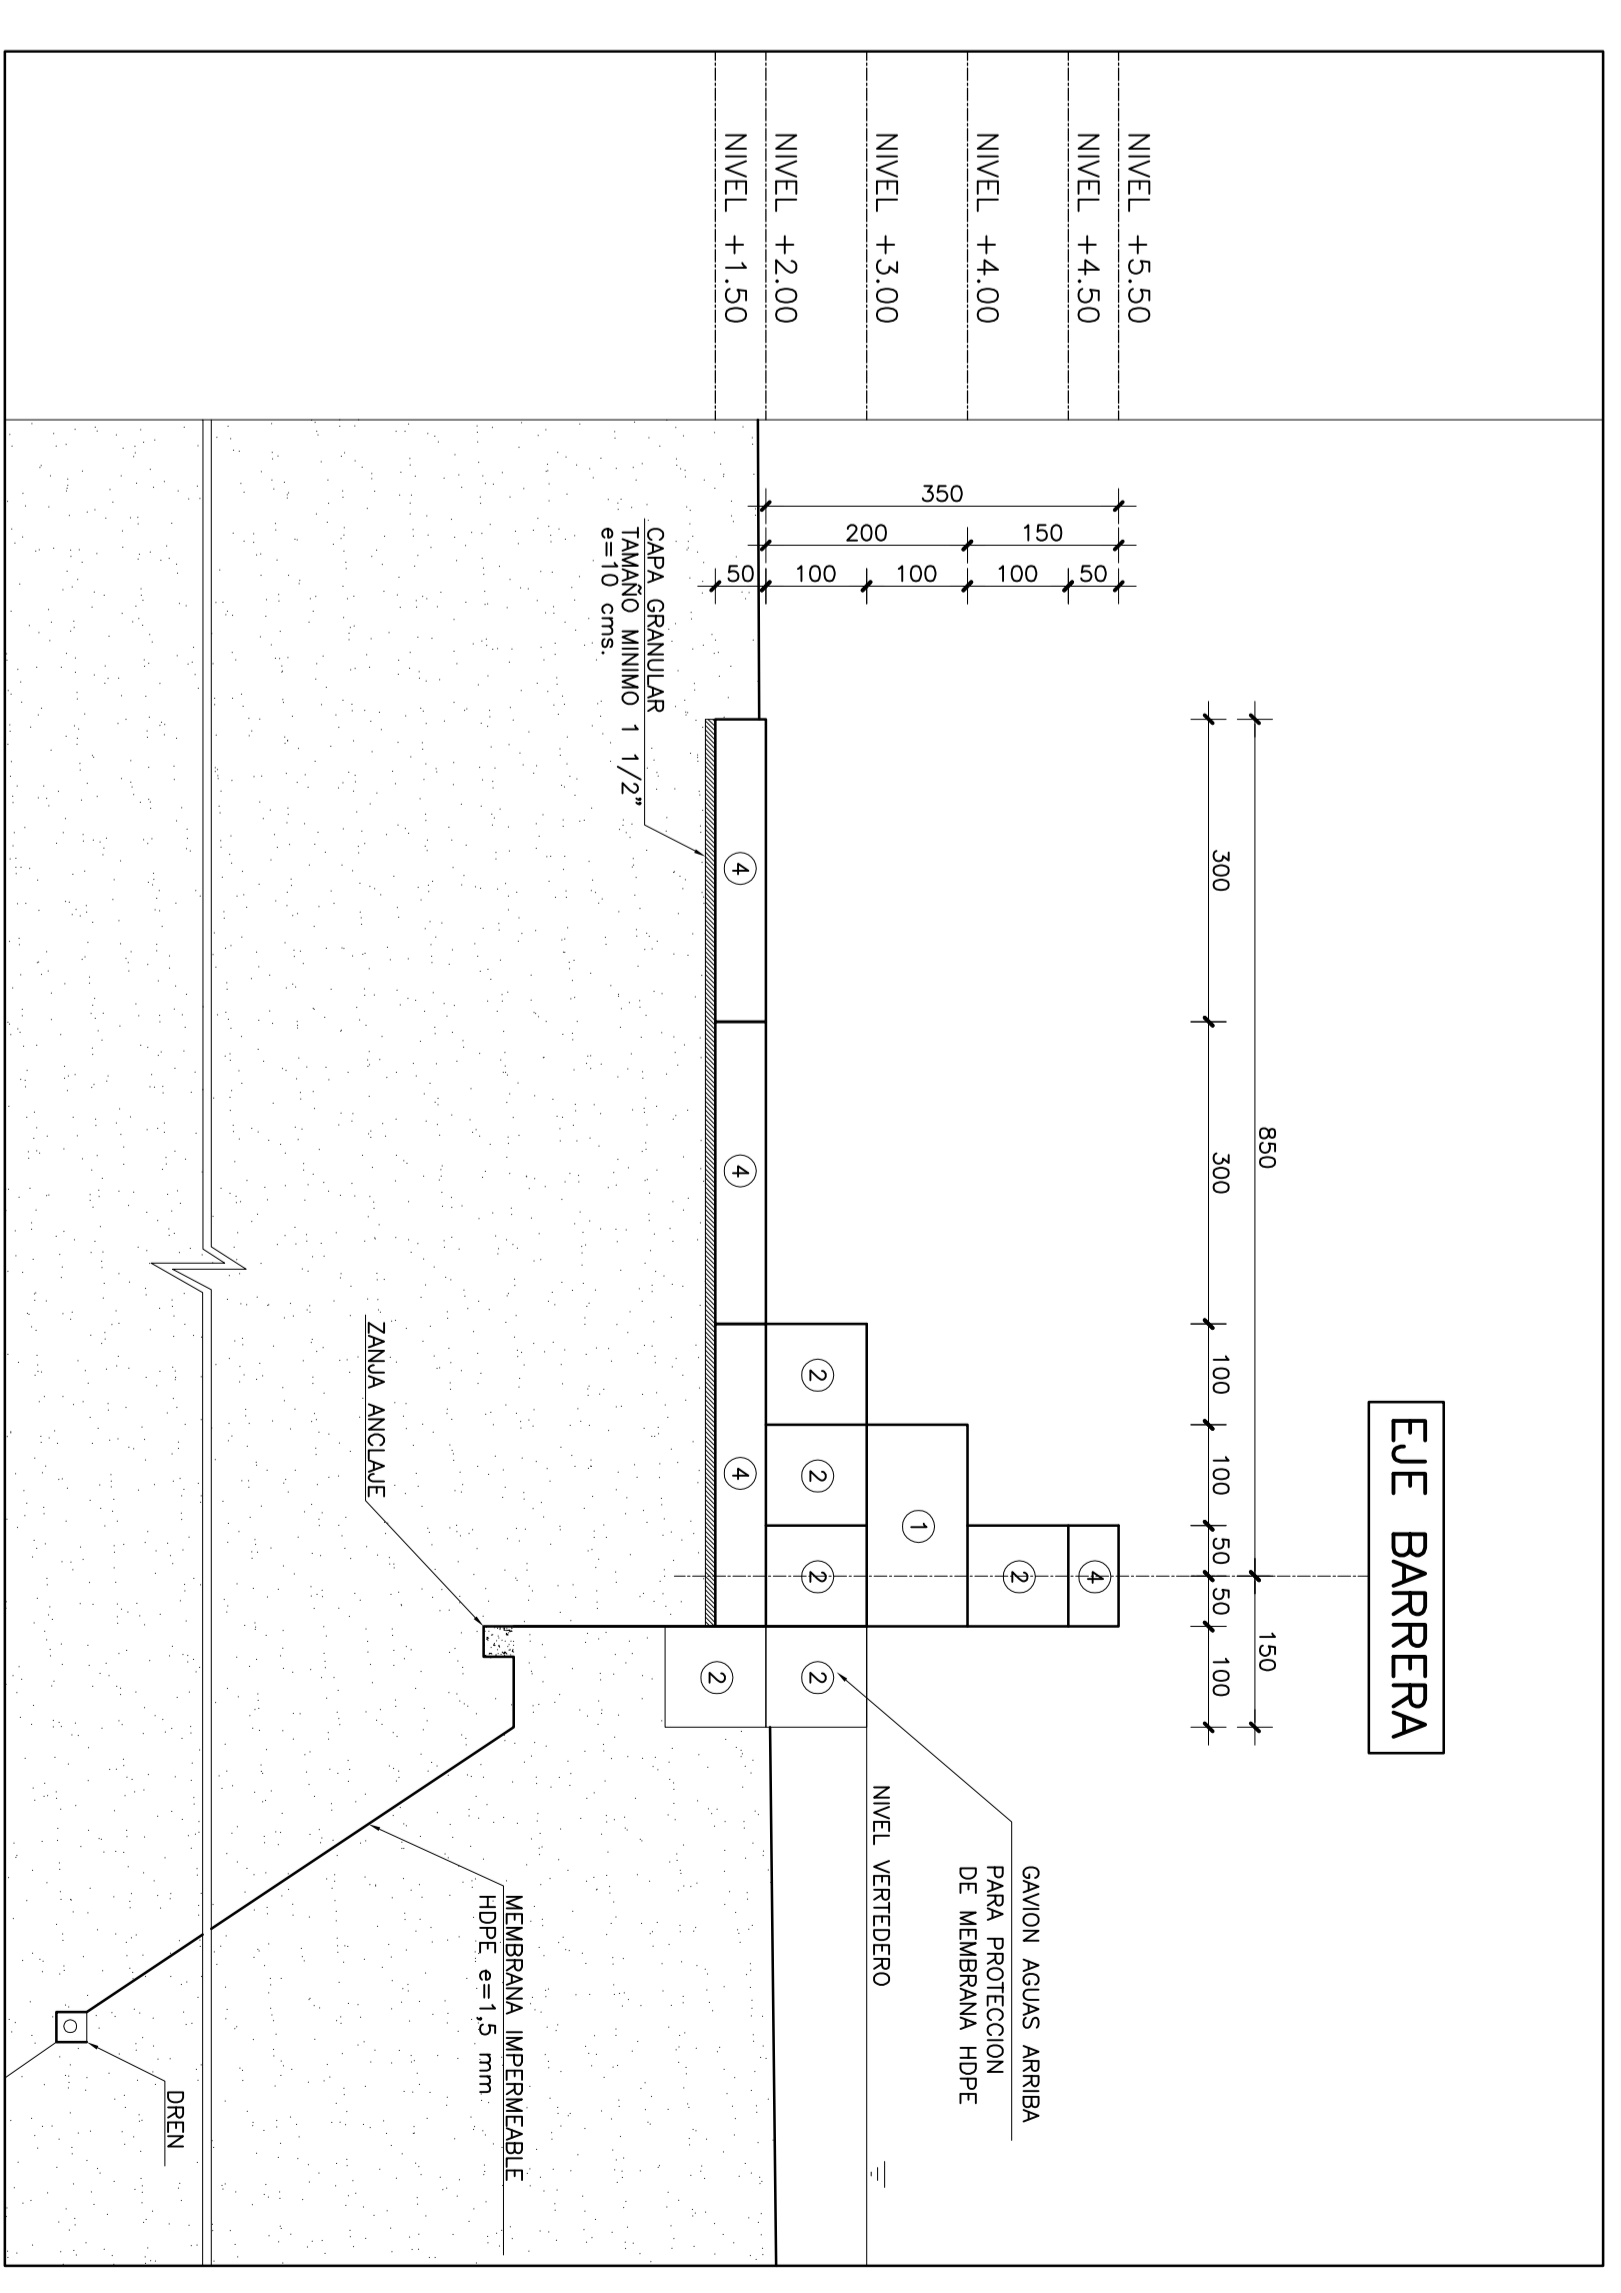 EJE BARRERA
850
150
300
300
100
100
50
50
100
NIVEL +5.50
NIVEL +4.50
NIVEL +4.00
NIVEL +3.00
NIVEL +2.00
NIVEL +1.50
350
150
200
50
100
100
100
50
4
2
1
2
2
2
2
4
4
4
2
GAVION AGUAS ARRIBA
PARA PROTECCION
DE MEMBRANA HDPE
NIVEL VERTEDERO
CAPA GRANULAR
TAMAÑO MINIMO 1 1/2"
e=10 cms.
MEMBRANA IMPERMEABLE
HDPE e=1,5 mm
ZANJA ANCLAJE
DREN